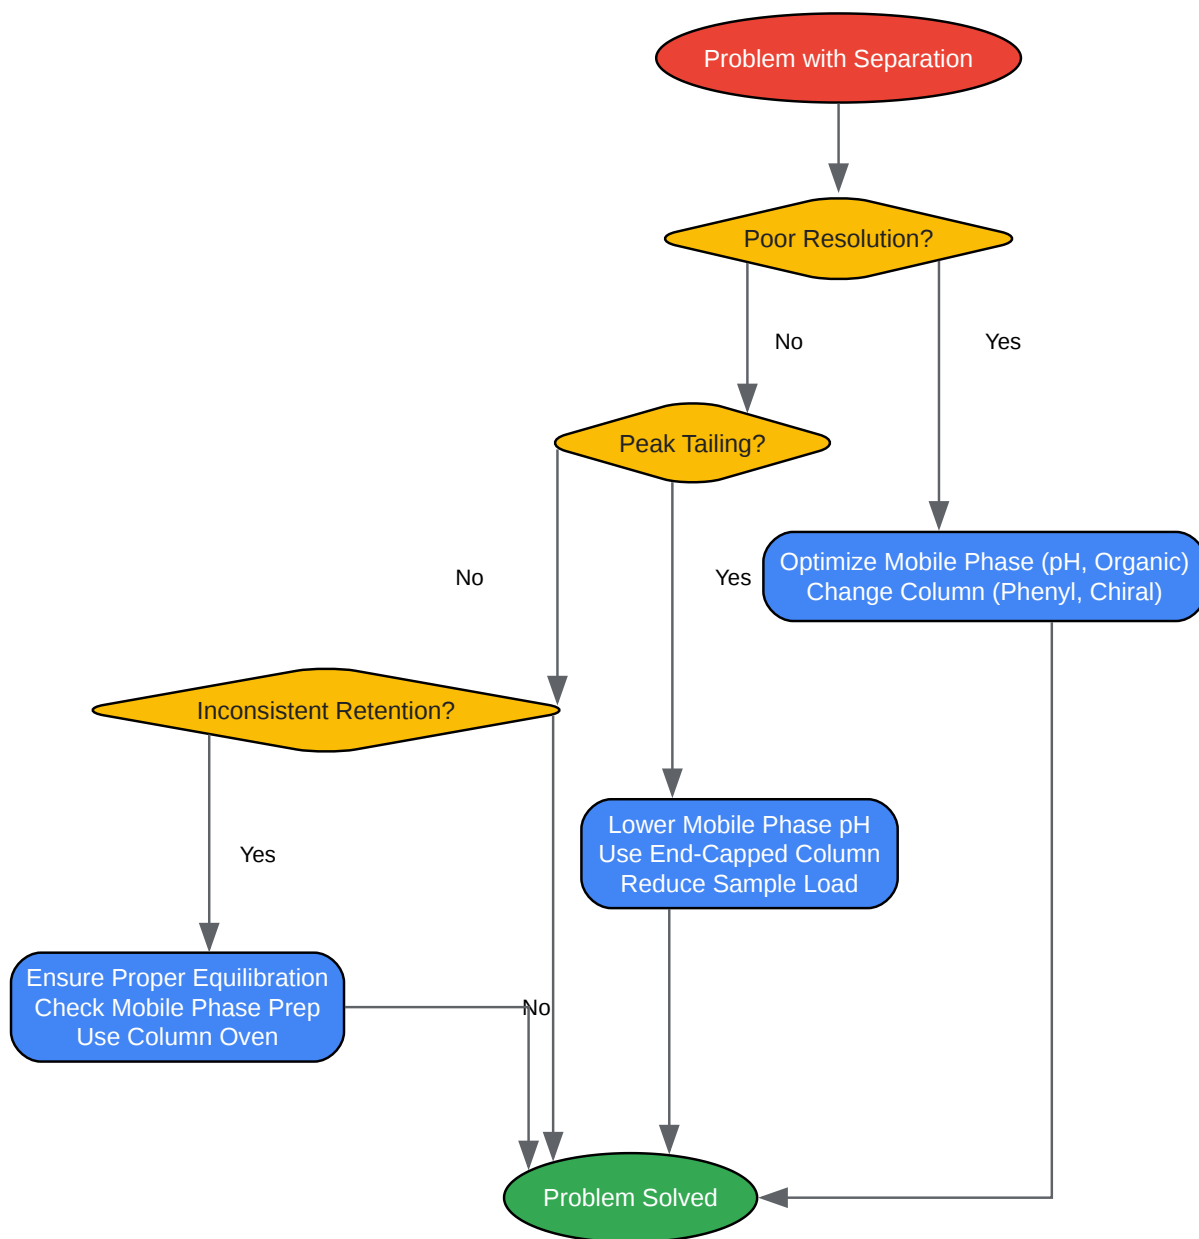 Problem with Separation
Poor Resolution?
No
Yes
Peak Tailing?
No
Yes
Optimize Mobile Phase (pH, Organic)
Change Column (Phenyl, Chiral)
Inconsistent Retention?
Lower Mobile Phase pH
Use End-Capped Column
Reduce Sample Load
Yes
Ensure Proper Equilibration
Check Mobile Phase Prep
Use Column Oven
No
Problem Solved